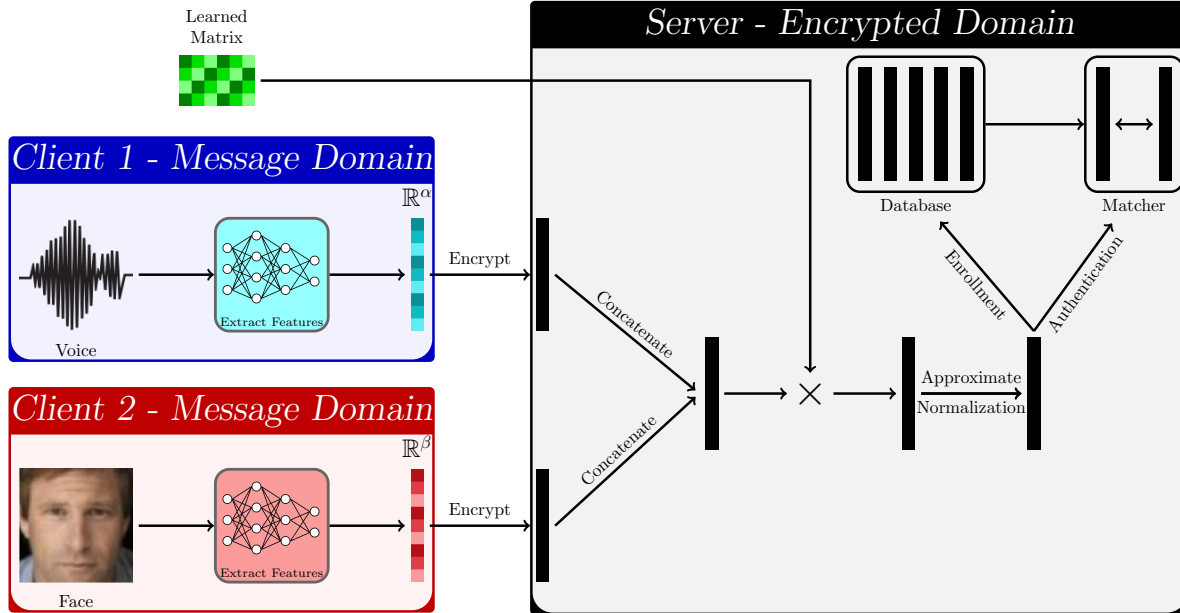 Learned
Matrix
Server - Encrypted Domain
Client 1 - Message Domain
ℝ^α
Voice
Extract Features
Encrypt
Client 2 - Message Domain
ℝ^β
Face
Extract Features
Encrypt
Concatenate
Concatenate
×
Approximate
Normalization
Enrollment
Authentication
Database
Matcher